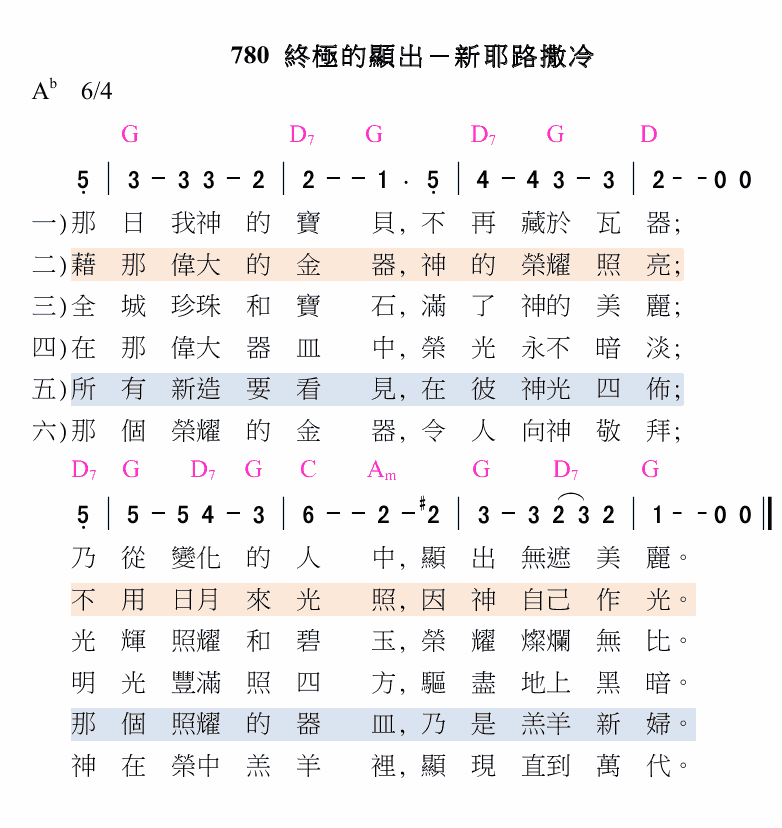 780 終極的顯出－新耶路撒冷
A♭ 6/4
G D7 G D7 G D
5̣ | 3 - 3 3 - 2 | 2 - - 1 · 5̣ | 4 - 4 3 - 3 | 2 - - 0 0
一)那 日 我神 的 寶 貝, 不 再 藏於 瓦 器;
二)藉 那 偉大 的 金 器, 神 的 榮耀 照 亮;
三)全 城 珍珠 和 寶 石, 滿 了 神的 美 麗;
四)在 那 偉大 器 皿 中, 榮 光 永不 暗 淡;
五)所 有 新造 要 看 見, 在 彼 神光 四 佈;
六)那 個 榮耀 的 金 器, 令 人 向神 敬 拜;
D7 G D7 G C Am G D7 G
5̣ | 5 - 5 4 - 3 | 6 - - 2 - #2 | 3 - 3 2 3 2 | 1 - - 0 0 ||
乃 從 變化 的 人 中, 顯 出 無遮 美 麗。
不 用 日月 來 光 照, 因 神 自己 作 光。
光 輝 照耀 和 碧 玉, 榮 耀 燦爛 無 比。
明 光 豐滿 照 四 方, 驅 盡 地上 黑 暗。
那 個 照耀 的 器 皿, 乃 是 羔羊 新 婦。
神 在 榮中 羔 羊 裡, 顯 現 直到 萬 代。